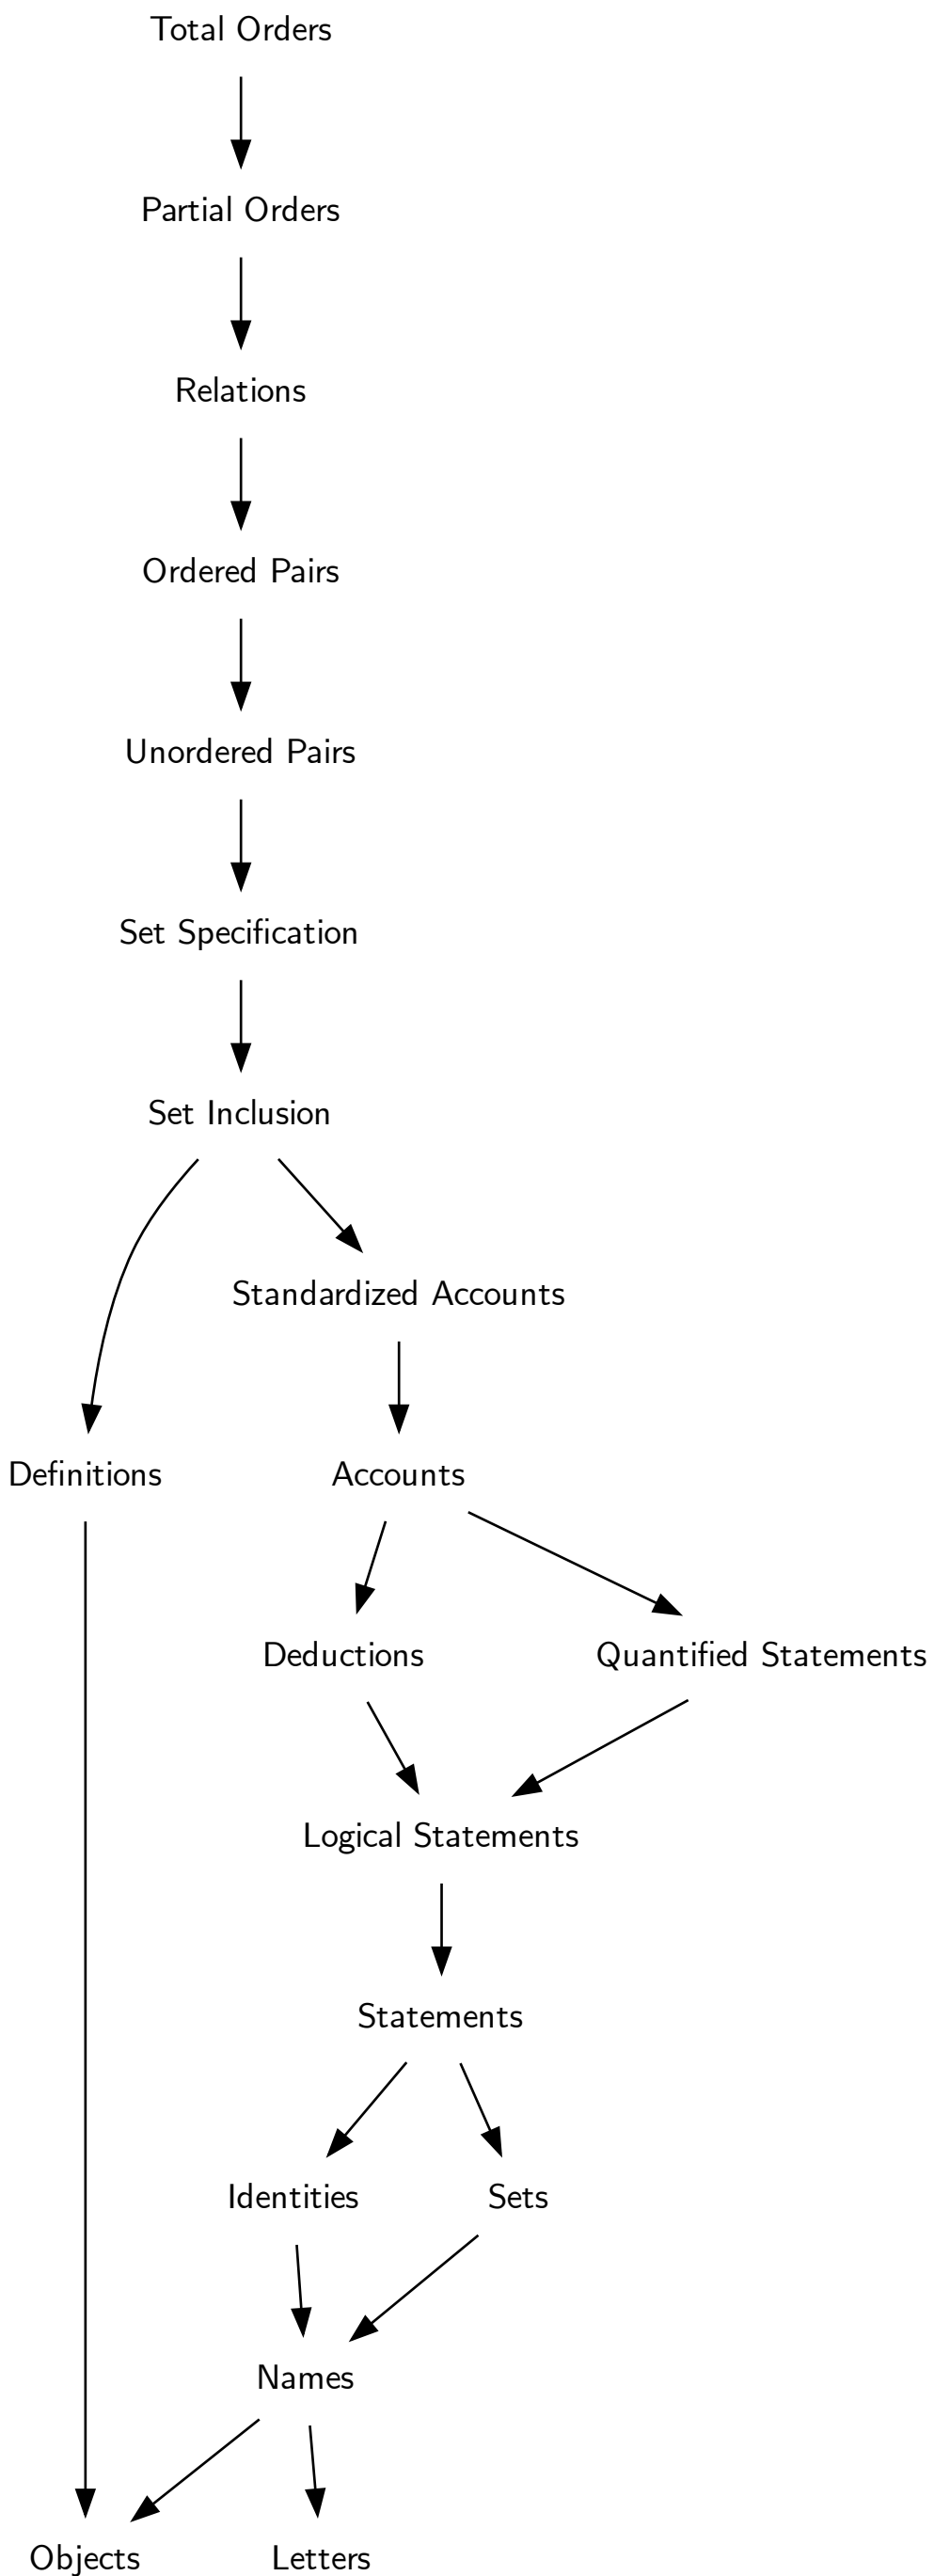 Total Orders
Partial Orders
Relations
Ordered Pairs
Unordered Pairs
Set Specification
Set Inclusion
Standardized Accounts
Definitions
Accounts
Deductions
Quantified Statements
Logical Statements
Statements
Identities
Sets
Names
Objects
Letters